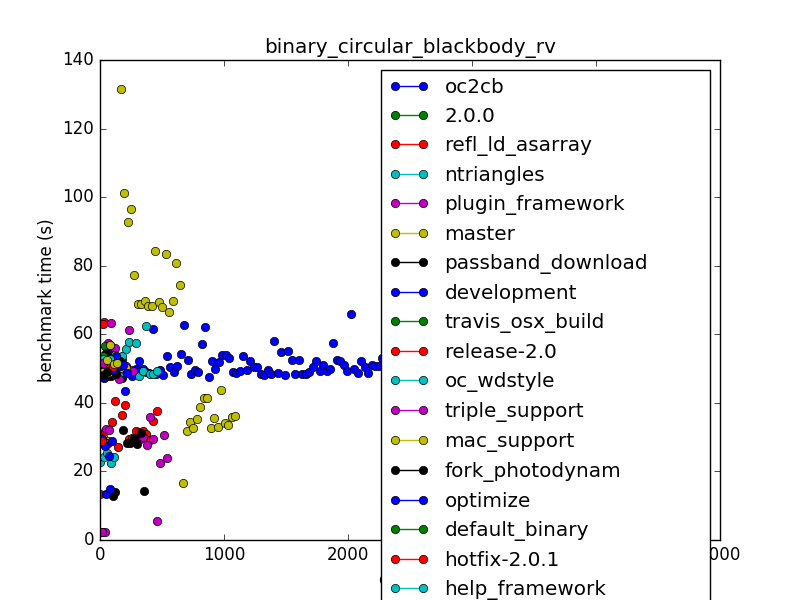 binary_circular_blackbody_rv
140
120
100
80
60
40
20
0
benchmark time (s)
0
1000
2000
000
oc2cb
2.0.0
refl_ld_asarray
ntriangles
plugin_framework
master
passband_download
development
travis_osx_build
release-2.0
oc_wdstyle
triple_support
mac_support
fork_photodynam
optimize
default_binary
hotfix-2.0.1
help_framework